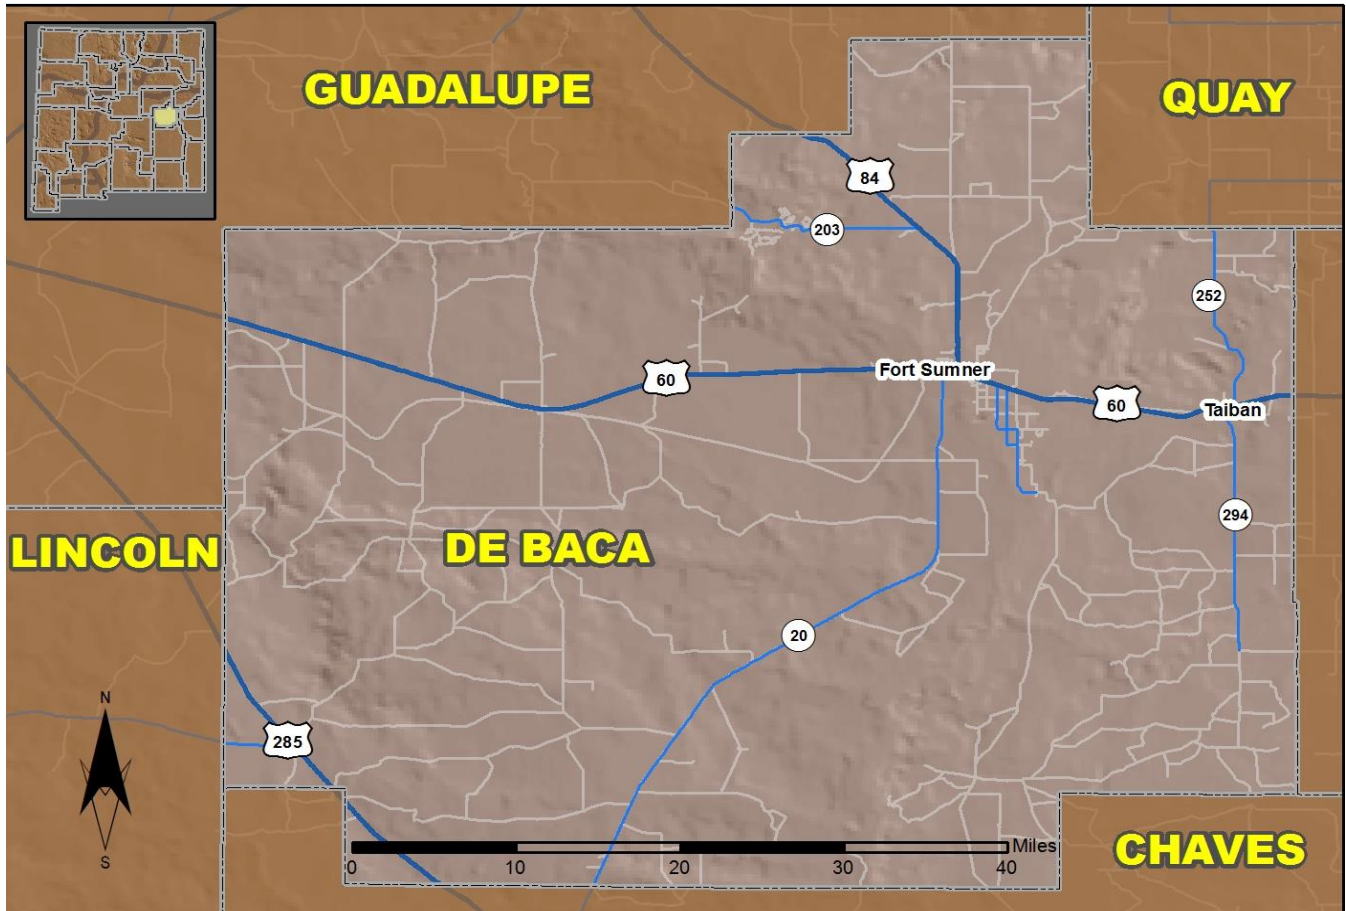 GUADALUPE
QUAY
84
203
252
60
Fort Sumner
60
Taiban
294
LINCOLN
DE BACA
20
N
285
S
0 10 20 30 40 Miles
CHAVES